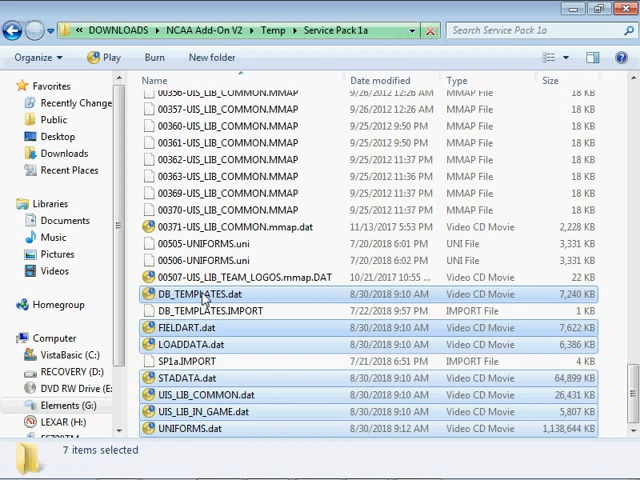 DOWNLOADS ▸ NCAA Add-On V2 ▸ Temp ▸ Service Pack 1a
Search Service Pack 1a
Organize Play Burn New folder
Favorites
Recently Change
Public
Desktop
Downloads
Recent Places
Libraries
Documents
Music
Pictures
Videos
Homegroup
Computer
VistaBasic (C:)
RECOVERY (D:)
DVD RW Drive (E:
Elements (G:)
LEXAR (H:)
Name Date modified Type Size
00356-UIS_LIB_COMMON.MMAP 9/26/2012 12:26 AM MMAP File 18 KB
00357-UIS_LIB_COMMON.MMAP 9/26/2012 12:26 AM MMAP File 18 KB
00360-UIS_LIB_COMMON.MMAP 9/25/2012 9:50 PM MMAP File 18 KB
00361-UIS_LIB_COMMON.MMAP 9/25/2012 9:50 PM MMAP File 18 KB
00362-UIS_LIB_COMMON.MMAP 9/25/2012 11:37 PM MMAP File 18 KB
00363-UIS_LIB_COMMON.MMAP 9/25/2012 11:36 PM MMAP File 18 KB
00369-UIS_LIB_COMMON.MMAP 9/25/2012 11:37 PM MMAP File 18 KB
00370-UIS_LIB_COMMON.MMAP 9/25/2012 11:37 PM MMAP File 18 KB
00371-UIS_LIB_COMMON.mmap.dat 11/13/2017 5:53 PM Video CD Movie 2,228 KB
00505-UNIFORMS.uni 7/20/2018 6:01 PM UNI File 3,331 KB
00506-UNIFORMS.uni 7/20/2018 6:02 PM UNI File 3,331 KB
00507-UIS_LIB_TEAM_LOGOS.mmap.DAT 10/21/2017 10:55 ... Video CD Movie 22 KB
DB_TEMPLATES.dat 8/30/2018 9:10 AM Video CD Movie 7,240 KB
DB_TEMPLATES.IMPORT 7/22/2018 9:57 PM IMPORT File 1 KB
FIELDART.dat 8/30/2018 9:10 AM Video CD Movie 7,622 KB
LOADDATA.dat 8/30/2018 9:10 AM Video CD Movie 6,386 KB
SP1a.IMPORT 7/21/2018 6:51 PM IMPORT File 4 KB
STADATA.dat 8/30/2018 9:10 AM Video CD Movie 64,899 KB
UIS_LIB_COMMON.dat 8/30/2018 9:10 AM Video CD Movie 26,431 KB
UIS_LIB_IN_GAME.dat 8/30/2018 9:10 AM Video CD Movie 5,807 KB
UNIFORMS.dat 8/30/2018 9:12 AM Video CD Movie 1,138,644 KB
7 items selected